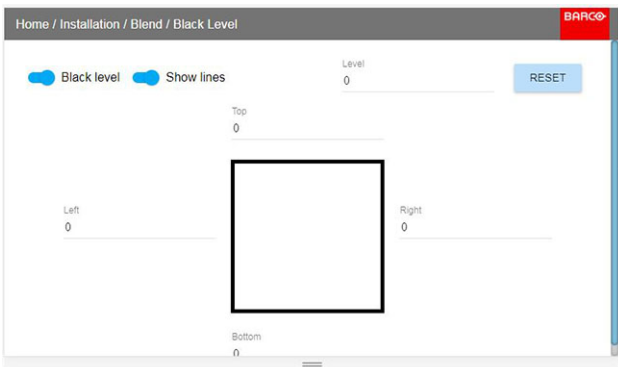 Home / Installation / Blend / Black Level
BARCO
Black level
Show lines
Level
0
RESET
Top
0
Left
0
Right
0
Bottom
0